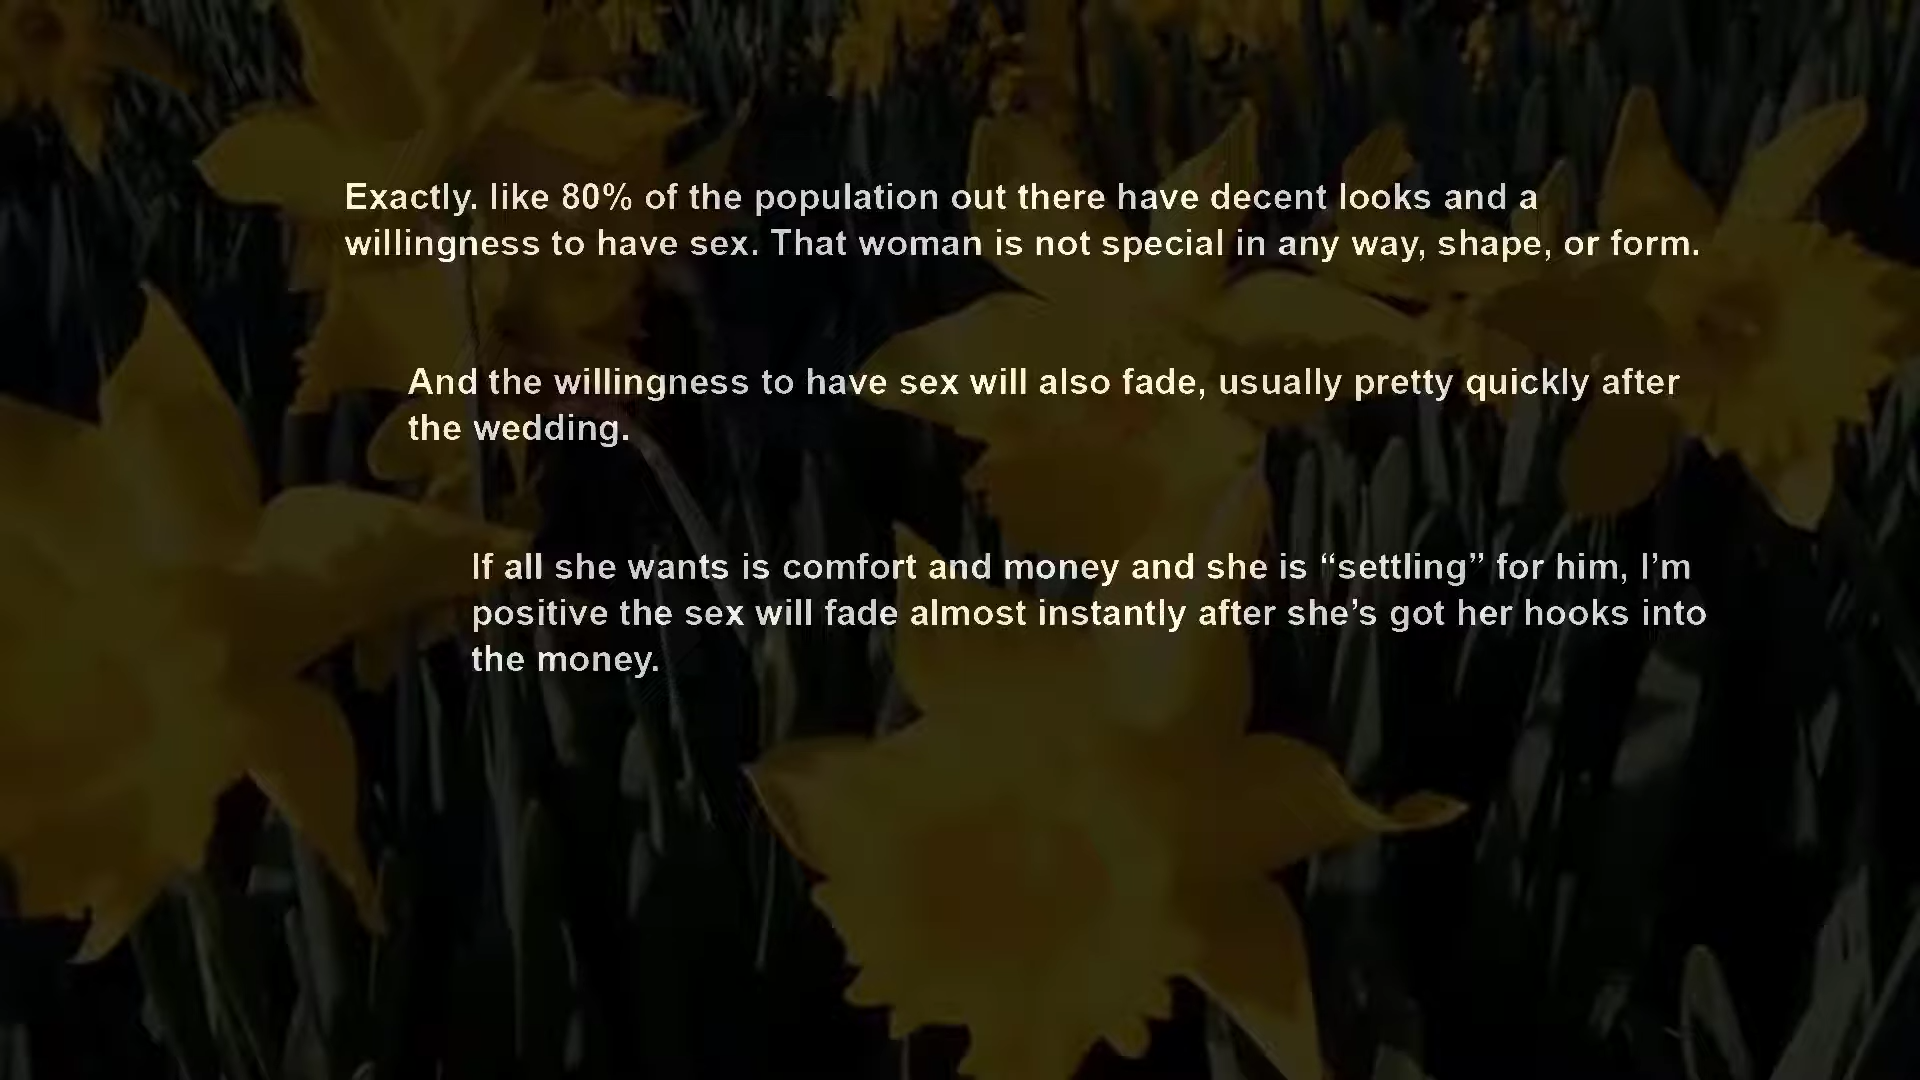 Exactly. like 80% of the population out there have decent looks and a
willingness to have sex. That woman is not special in any way, shape, or form.
And the willingness to have sex will also fade, usually pretty quickly after
the wedding.
If all she wants is comfort and money and she is “settling” for him, I’m
positive the sex will fade almost instantly after she’s got her hooks into
the money.